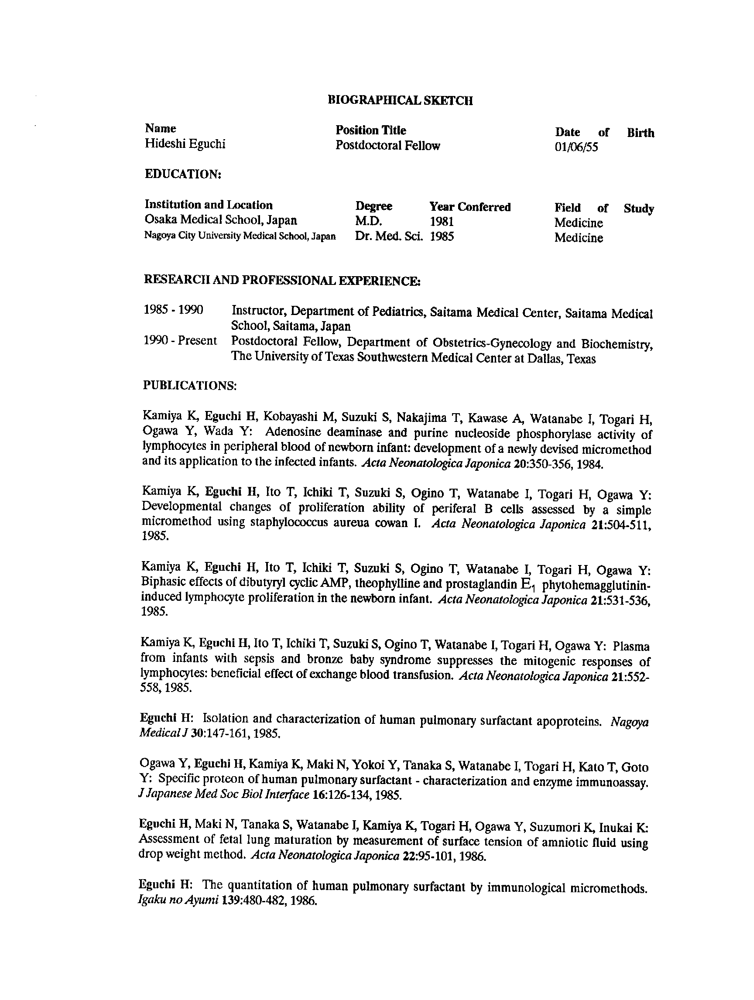 BIOGRAPHICAL SKETCH
Name Position Title Date of Birth
Hideshi Eguchi Postdoctoral Fellow 01/06/55
EDUCATION:
Institution and Location Degree Year Conferred Field of Study
Osaka Medical School, Japan M.D. 1981 Medicine
Nagoya City University Medical School, Japan Dr. Med. Sci. 1985 Medicine
RESEARCH AND PROFESSIONAL EXPERIENCE:
1985 - 1990 Instructor, Department of Pediatrics, Saitama Medical Center, Saitama Medical
School, Saitama, Japan
1990 - Present Postdoctoral Fellow, Department of Obstetrics-Gynecology and Biochemistry,
The University of Texas Southwestern Medical Center at Dallas, Texas
PUBLICATIONS:
Kamiya K, Eguchi H, Kobayashi M, Suzuki S, Nakajima T, Kawase A, Watanabe I, Togari H,
Ogawa Y, Wada Y: Adenosine deaminase and purine nucleoside phosphorylase activity of
lymphocytes in peripheral blood of newborn infant: development of a newly devised micromethod
and its application to the infected infants. Acta Neonatologica Japonica 20:350-356, 1984.
Kamiya K, Eguchi H, Ito T, Ichiki T, Suzuki S, Ogino T, Watanabe I, Togari H, Ogawa Y:
Developmental changes of proliferation ability of periferal B cells assessed by a simple
micromethod using staphylococcus aureua cowan I. Acta Neonatologica Japonica 21:504-511,
1985.
Kamiya K, Eguchi H, Ito T, Ichiki T, Suzuki S, Ogino T, Watanabe I, Togari H, Ogawa Y:
Biphasic effects of dibutyryl cyclic AMP, theophylline and prostaglandin E₁ phytohemagglutinin-
induced lymphocyte proliferation in the newborn infant. Acta Neonatologica Japonica 21:531-536,
1985.
Kamiya K, Eguchi H, Ito T, Ichiki T, Suzuki S, Ogino T, Watanabe I, Togari H, Ogawa Y: Plasma
from infants with sepsis and bronze baby syndrome suppresses the mitogenic responses of
lymphocytes: beneficial effect of exchange blood transfusion. Acta Neonatologica Japonica 21:552-
558, 1985.
Eguchi H: Isolation and characterization of human pulmonary surfactant apoproteins. Nagoya
Medical J 30:147-161, 1985.
Ogawa Y, Eguchi H, Kamiya K, Maki N, Yokoi Y, Tanaka S, Watanabe I, Togari H, Kato T, Goto
Y: Specific proteon of human pulmonary surfactant - characterization and enzyme immunoassay.
J Japanese Med Soc Biol Interface 16:126-134, 1985.
Eguchi H, Maki N, Tanaka S, Watanabe I, Kamiya K, Togari H, Ogawa Y, Suzumori K, Inukai K:
Assessment of fetal lung maturation by measurement of surface tension of amniotic fluid using
drop weight method. Acta Neonatologica Japonica 22:95-101, 1986.
Eguchi H: The quantitation of human pulmonary surfactant by immunological micromethods.
Igaku no Ayumi 139:480-482, 1986.